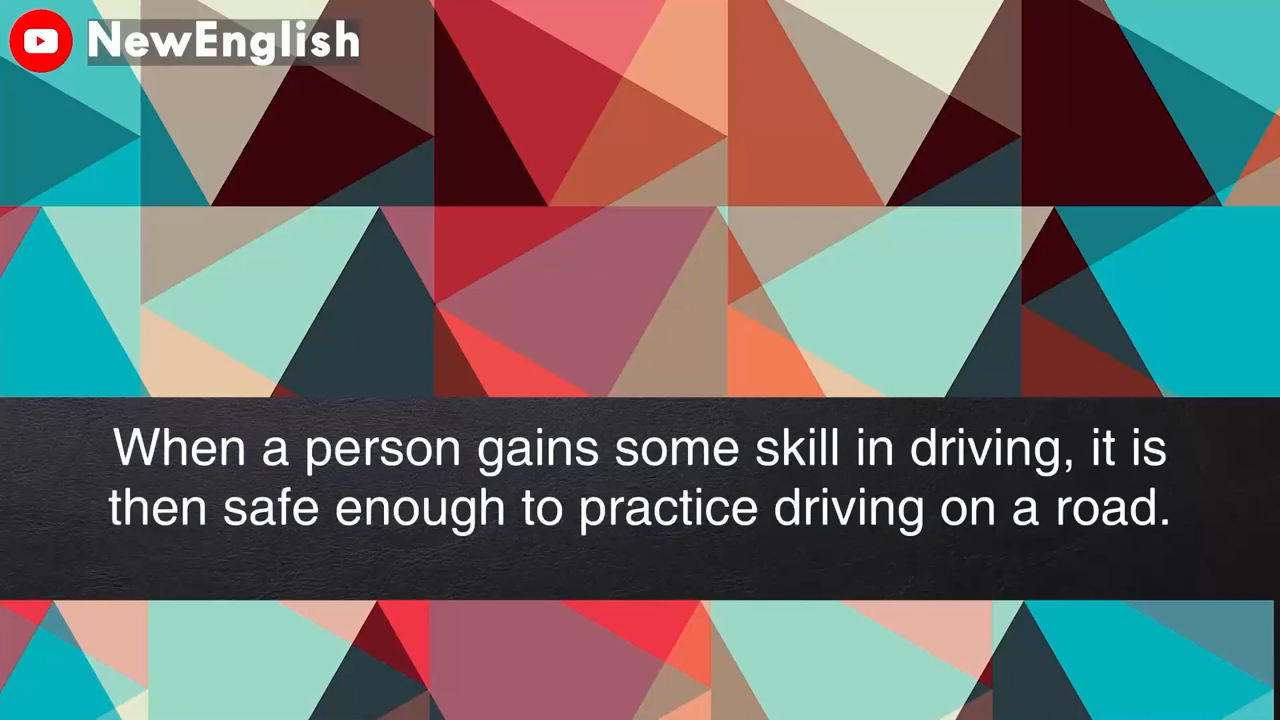 NewEnglish
When a person gains some skill in driving, it is
then safe enough to practice driving on a road.